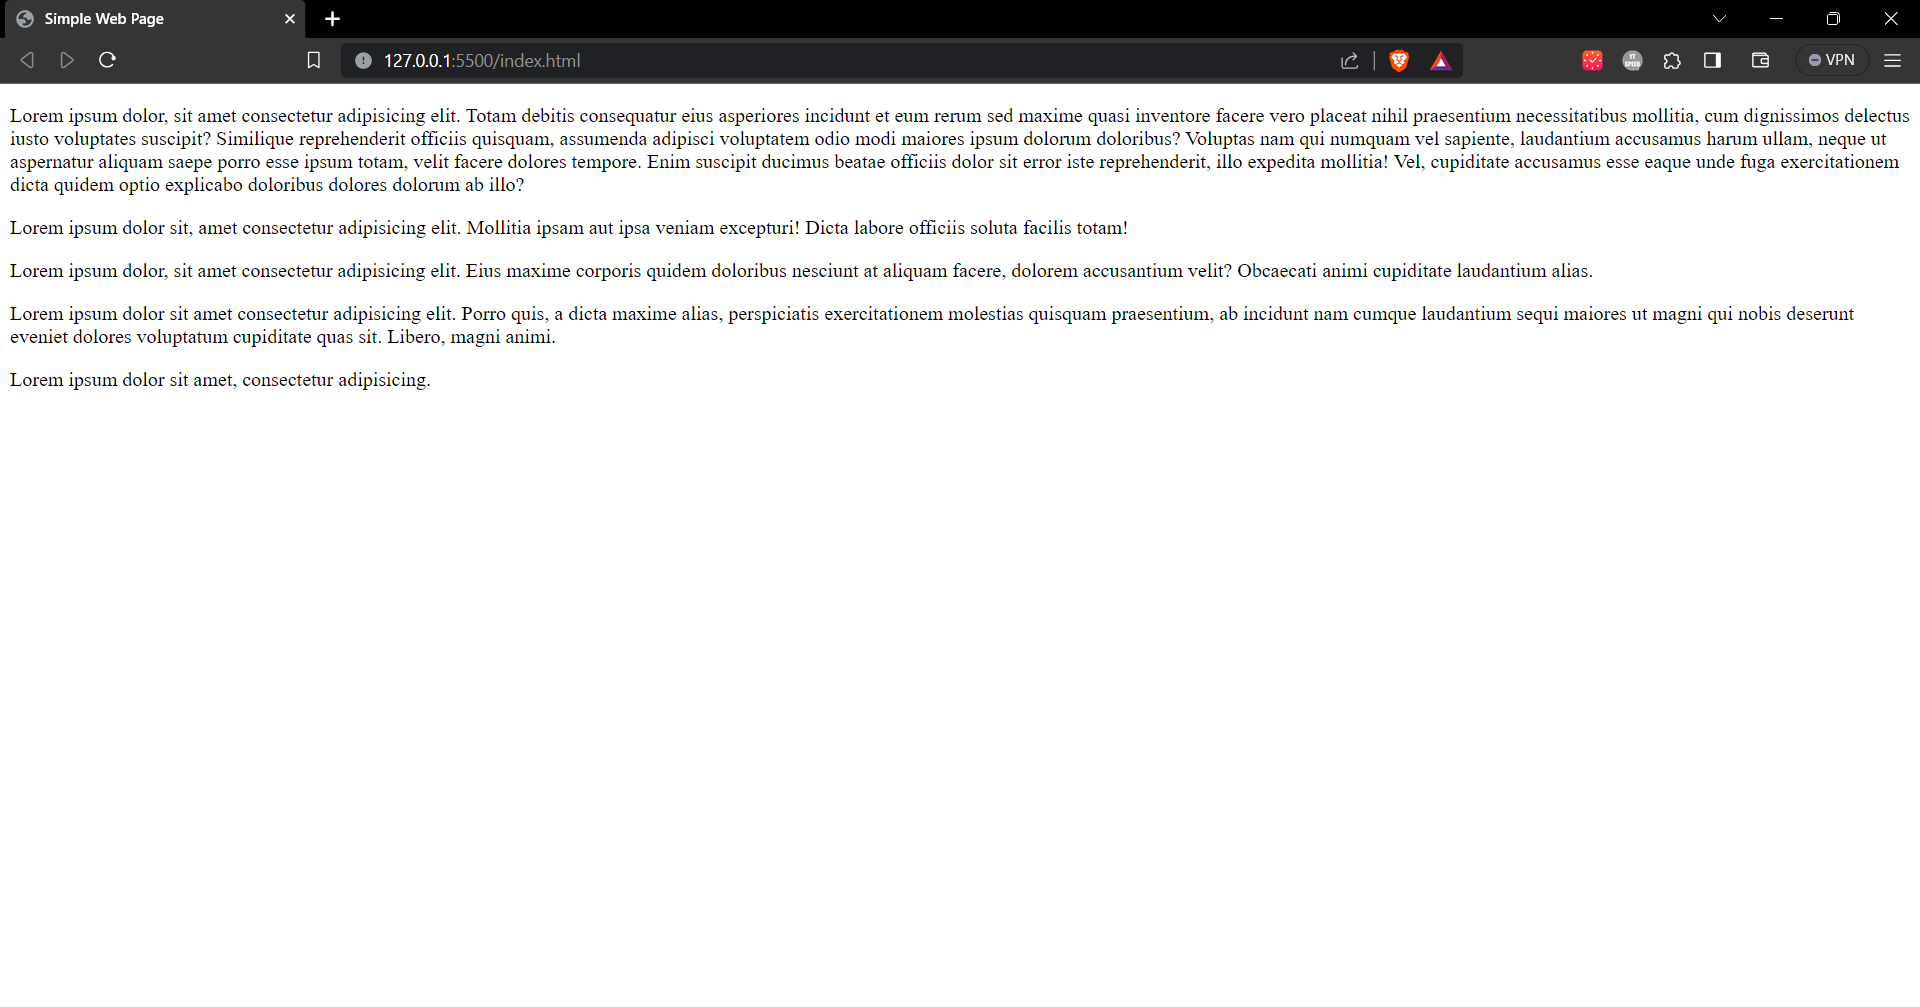 Simple Web Page
127.0.0.1:5500/index.html
YT
SPEED
VPN
Lorem ipsum dolor, sit amet consectetur adipisicing elit. Totam debitis consequatur eius asperiores incidunt et eum rerum sed maxime quasi inventore facere vero placeat nihil praesentium necessitatibus mollitia, cum dignissimos delectus
iusto voluptates suscipit? Similique reprehenderit officiis quisquam, assumenda adipisci voluptatem odio modi maiores ipsum dolorum doloribus? Voluptas nam qui numquam vel sapiente, laudantium accusamus harum ullam, neque ut
aspernatur aliquam saepe porro esse ipsum totam, velit facere dolores tempore. Enim suscipit ducimus beatae officiis dolor sit error iste reprehenderit, illo expedita mollitia! Vel, cupiditate accusamus esse eaque unde fuga exercitationem
dicta quidem optio explicabo doloribus dolores dolorum ab illo?
Lorem ipsum dolor sit, amet consectetur adipisicing elit. Mollitia ipsam aut ipsa veniam excepturi! Dicta labore officiis soluta facilis totam!
Lorem ipsum dolor, sit amet consectetur adipisicing elit. Eius maxime corporis quidem doloribus nesciunt at aliquam facere, dolorem accusantium velit? Obcaecati animi cupiditate laudantium alias.
Lorem ipsum dolor sit amet consectetur adipisicing elit. Porro quis, a dicta maxime alias, perspiciatis exercitationem molestias quisquam praesentium, ab incidunt nam cumque laudantium sequi maiores ut magni qui nobis deserunt
eveniet dolores voluptatum cupiditate quas sit. Libero, magni animi.
Lorem ipsum dolor sit amet, consectetur adipisicing.